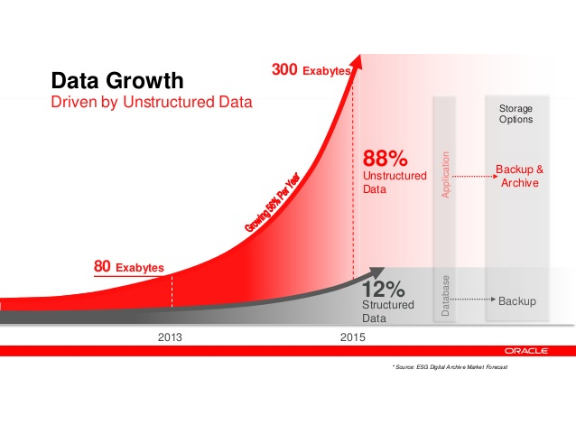 Data Growth
Driven by Unstructured Data
300 Exabytes
Growing 56% Per Year
80 Exabytes
88%
Unstructured
Data
12%
Structured
Data
Application
Database
Storage
Options
Backup &
Archive
Backup
2013
2015
ORACLE
* Source: ESG Digital Archive Market Forecast